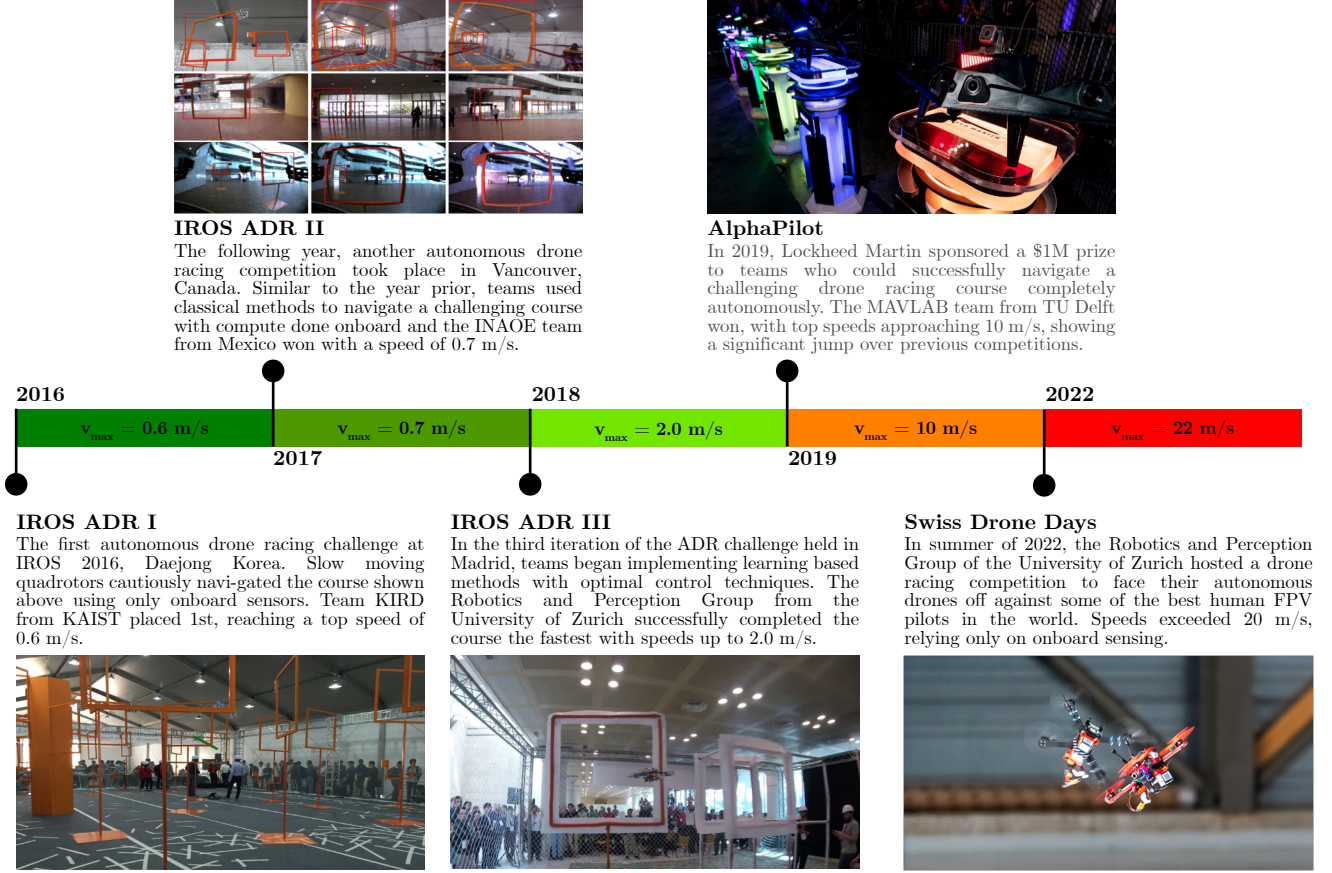 IROS ADR II
The following year, another autonomous drone
racing competition took place in Vancouver,
Canada. Similar to the year prior, teams used
classical methods to navigate a challenging course
with compute done onboard and the INAOE team
from Mexico won with a speed of 0.7 m/s.
AlphaPilot
In 2019, Lockheed Martin sponsored a $1M prize
to teams who could successfully navigate a
challenging drone racing course completely
autonomously. The MAVLAB team from TU Delft
won, with top speeds approaching 10 m/s, showing
a significant jump over previous competitions.
2016
2018
2022
v_max = 0.6 m/s
v_max = 0.7 m/s
v_max = 2.0 m/s
v_max = 10 m/s
v_max = 22 m/s
2017
2019
IROS ADR I
The first autonomous drone racing challenge at
IROS 2016, Daejong Korea. Slow moving
quadrotors cautiously navi-gated the course shown
above using only onboard sensors. Team KIRD
from KAIST placed 1st, reaching a top speed of
0.6 m/s.
IROS ADR III
In the third iteration of the ADR challenge held in
Madrid, teams began implementing learning based
methods with optimal control techniques. The
Robotics and Perception Group from the
University of Zurich successfully completed the
course the fastest with speeds up to 2.0 m/s.
Swiss Drone Days
In summer of 2022, the Robotics and Perception
Group of the University of Zurich hosted a drone
racing competition to face their autonomous
drones off against some of the best human FPV
pilots in the world. Speeds exceeded 20 m/s,
relying only on onboard sensing.